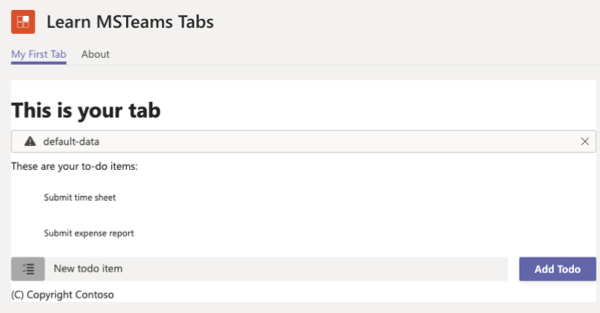 Learn MSTeams Tabs
My First Tab About
This is your tab
default-data
These are your to-do items:
Submit time sheet
Submit expense report
New todo item Add Todo
(C) Copyright Contoso